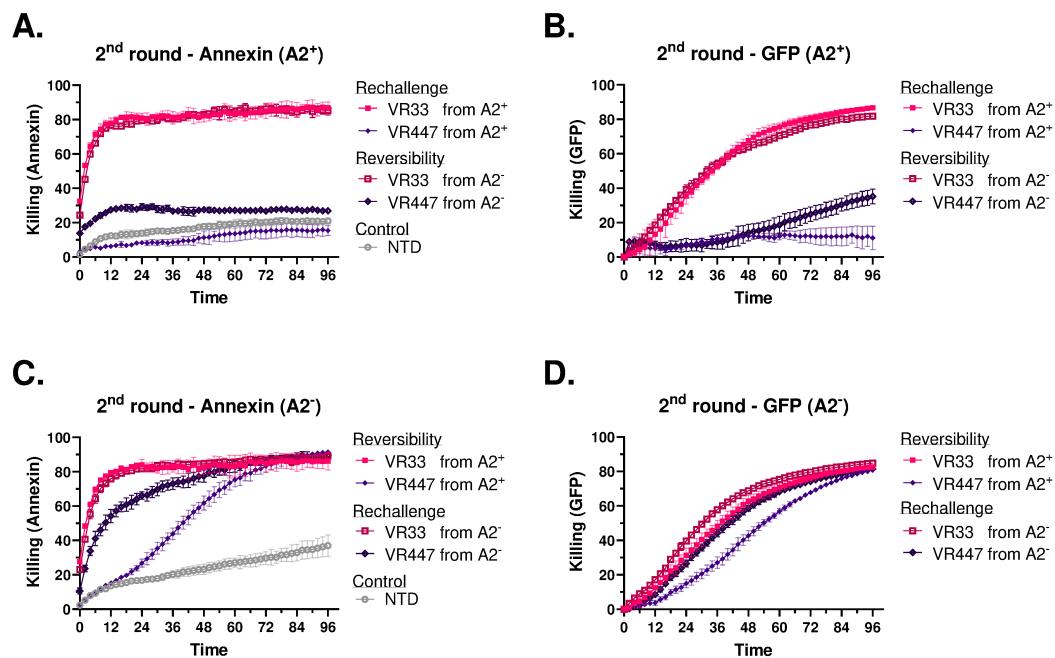 A.
2nd round - Annexin (A2+)
Killing (Annexin)
100
80
60
40
20
0
0 12 24 36 48 60 72 84 96
Time
Rechallenge
VR33 from A2+
VR447 from A2+
Reversibility
VR33 from A2-
VR447 from A2-
Control
NTD
B.
2nd round - GFP (A2+)
Killing (GFP)
100
80
60
40
20
0
0 12 24 36 48 60 72 84 96
Time
Rechallenge
VR33 from A2+
VR447 from A2+
Reversibility
VR33 from A2-
VR447 from A2-
C.
2nd round - Annexin (A2-)
Killing (Annexin)
100
80
60
40
20
0
0 12 24 36 48 60 72 84 96
Time
Reversibility
VR33 from A2+
VR447 from A2+
Rechallenge
VR33 from A2-
VR447 from A2-
Control
NTD
D.
2nd round - GFP (A2-)
Killing (GFP)
100
80
60
40
20
0
0 12 24 36 48 60 72 84 96
Time
Reversibility
VR33 from A2+
VR447 from A2+
Rechallenge
VR33 from A2-
VR447 from A2-